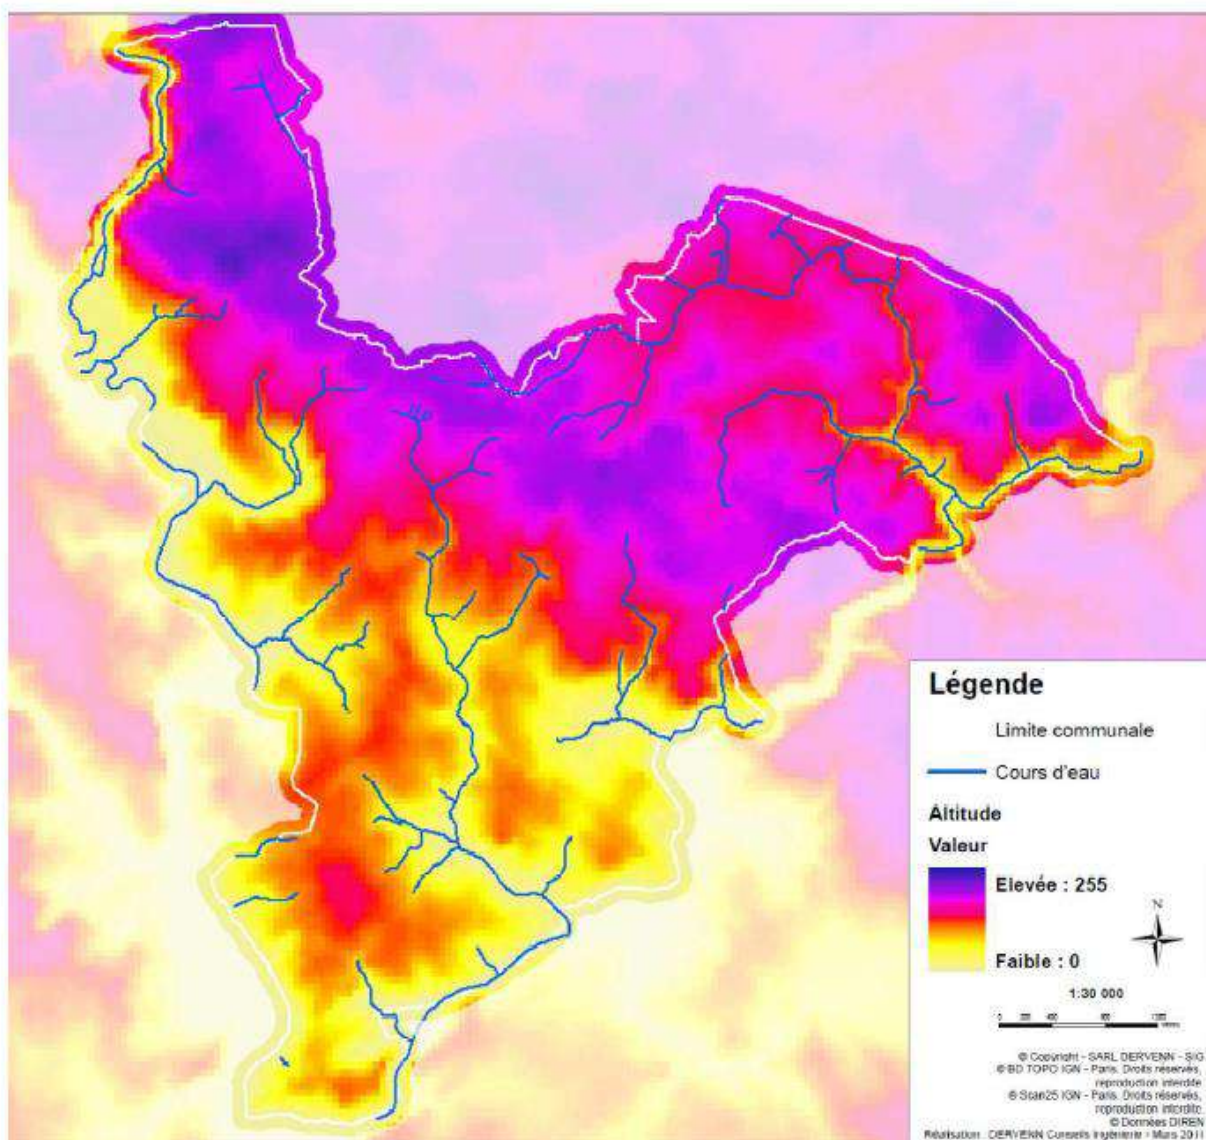 Légende
Limite communale
Cours d'eau
Altitude
Valeur
Elevée : 255
Faible : 0
N
1:30 000
© Copyright - SARL DERVENN - SIG
© BD TOPO IGN - Paris. Droits réservés,
reproduction interdite.
© Scan25 IGN - Paris. Droits réservés,
reproduction interdite.
© Données DIREN
Réalisation : DERVENN Conseils Ingénierie - Mars 2011